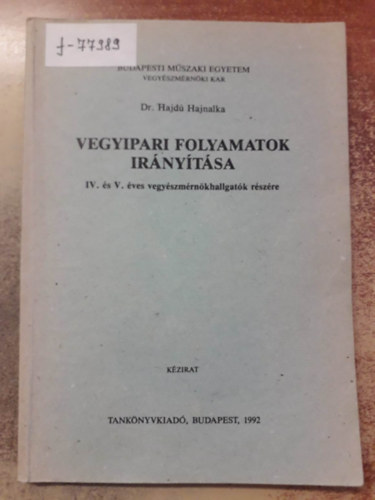 J-77989
BUDAPESTI MŰSZAKI EGYETEM
VEGYÉSZMÉRNÖKI KAR
Dr. Hajdú Hajnalka
VEGYIPARI FOLYAMATOK
IRÁNYÍTÁSA
IV. és V. éves vegyészmérnökhallgatók részére
KÉZIRAT
TANKÖNYVKIADÓ, BUDAPEST, 1992